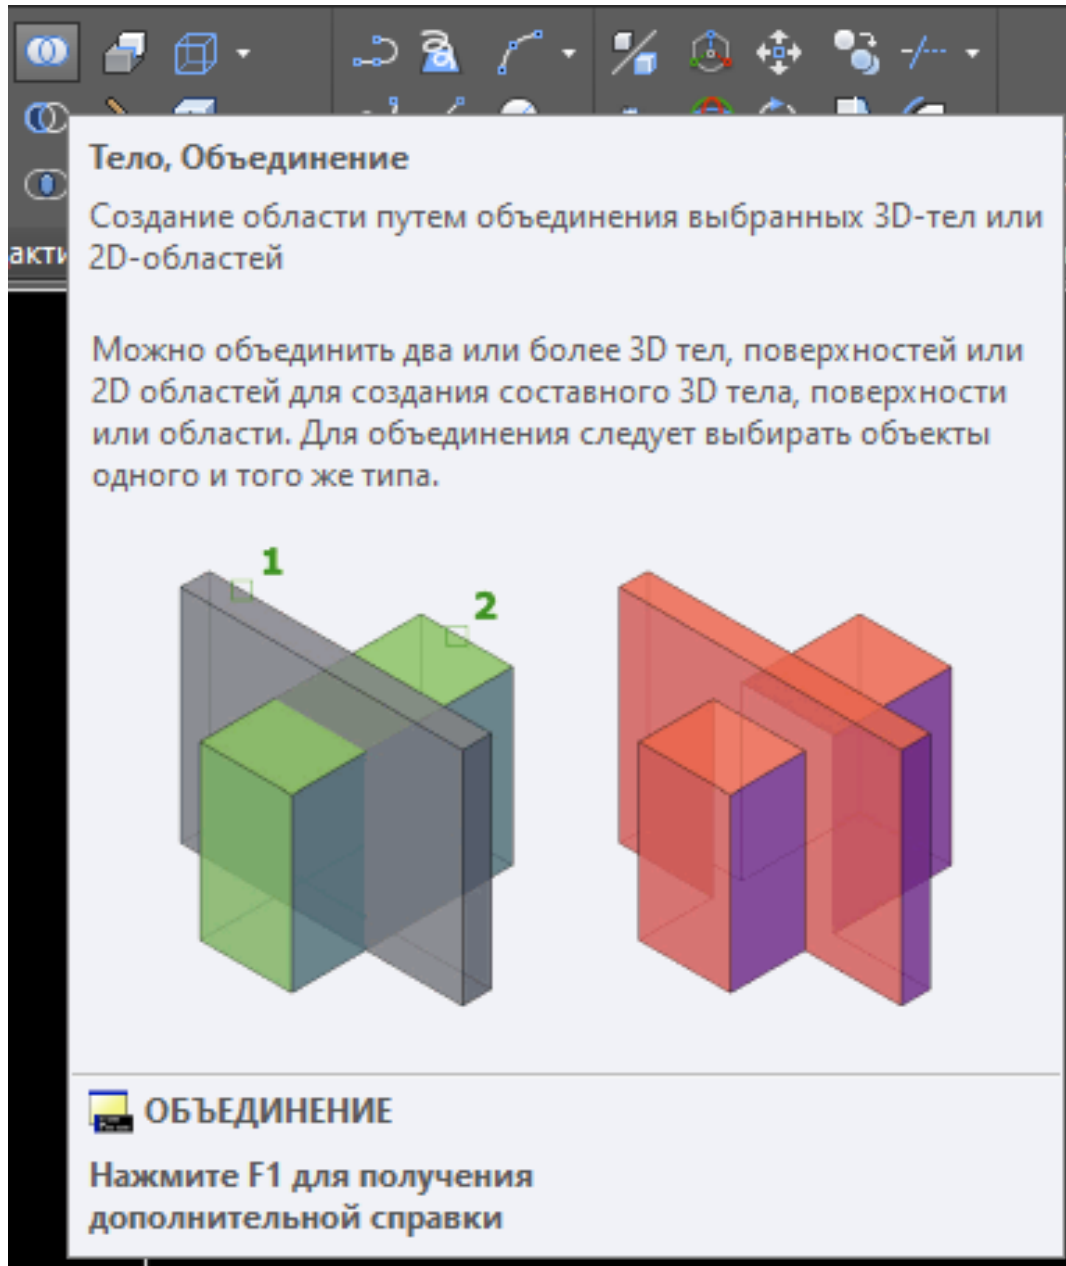 Тело, Объединение
Создание области путем объединения выбранных 3D-тел или
2D-областей
акти
Можно объединить два или более 3D тел, поверхностей или
2D областей для создания составного 3D тела, поверхности
или области. Для объединения следует выбирать объекты
одного и того же типа.
1
2
ОБЪЕДИНЕНИЕ
Нажмите F1 для получения
дополнительной справки